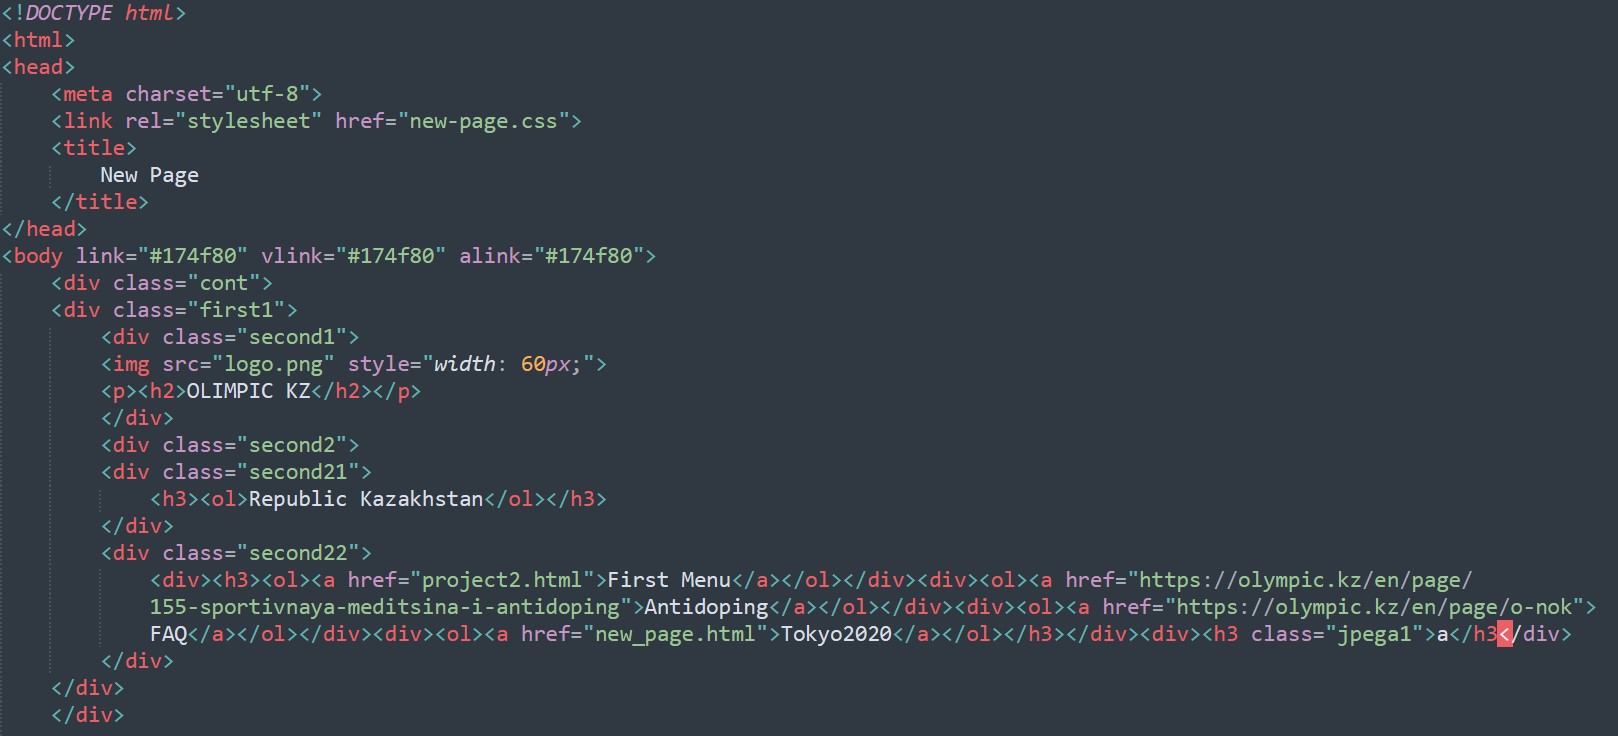 <!DOCTYPE html>
<html>
<head>
<meta charset="utf-8">
<link rel="stylesheet" href="new-page.css">
<title>
New Page
</title>
</head>
<body link="#174f80" vlink="#174f80" alink="#174f80">
<div class="cont">
<div class="first1">
<div class="second1">
<img src="logo.png" style="width: 60px;">
<p><h2>OLIMPIC KZ</h2></p>
</div>
<div class="second2">
<div class="second21">
<h3><ol>Republic Kazakhstan</ol></h3>
</div>
<div class="second22">
<div><h3><ol><a href="project2.html">First Menu</a></ol></div><div><ol><a href="https://olympic.kz/en/page/
155-sportivnaya-meditsina-i-antidoping">Antidoping</a></ol></div><div><ol><a href="https://olympic.kz/en/page/o-nok">
FAQ</a></ol></div><div><ol><a href="new_page.html">Tokyo2020</a></ol></h3></div><div><h3 class="jpega1">a</h3</div>
</div>
</div>
</div>